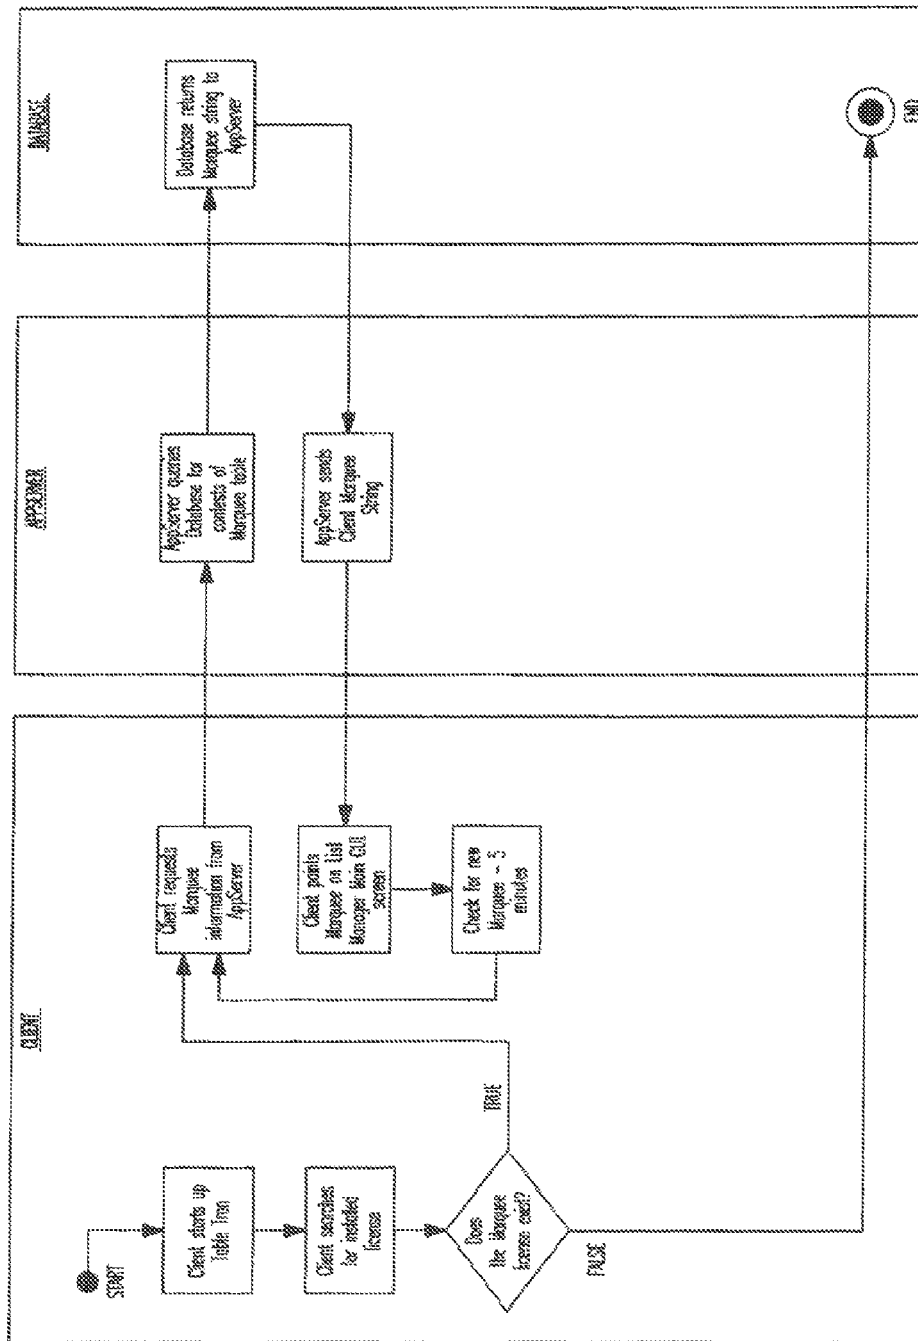 CLIENT
START
Client starts up
Table Tran
Client searches
for installed
license
Does
the Marquee
license exist?
TRUE
FALSE
Client requests
Marquee
information from
AppServer
Client paints
Marquee on List
Manager Main GUI
screen
Check for new
Marquee - 5
minutes
APPSERVER
AppServer queries
Database for
contests of
Marquee table
AppServer sends
Client Marquee
String
DATABASE
Database returns
Marquee string to
AppServer
END